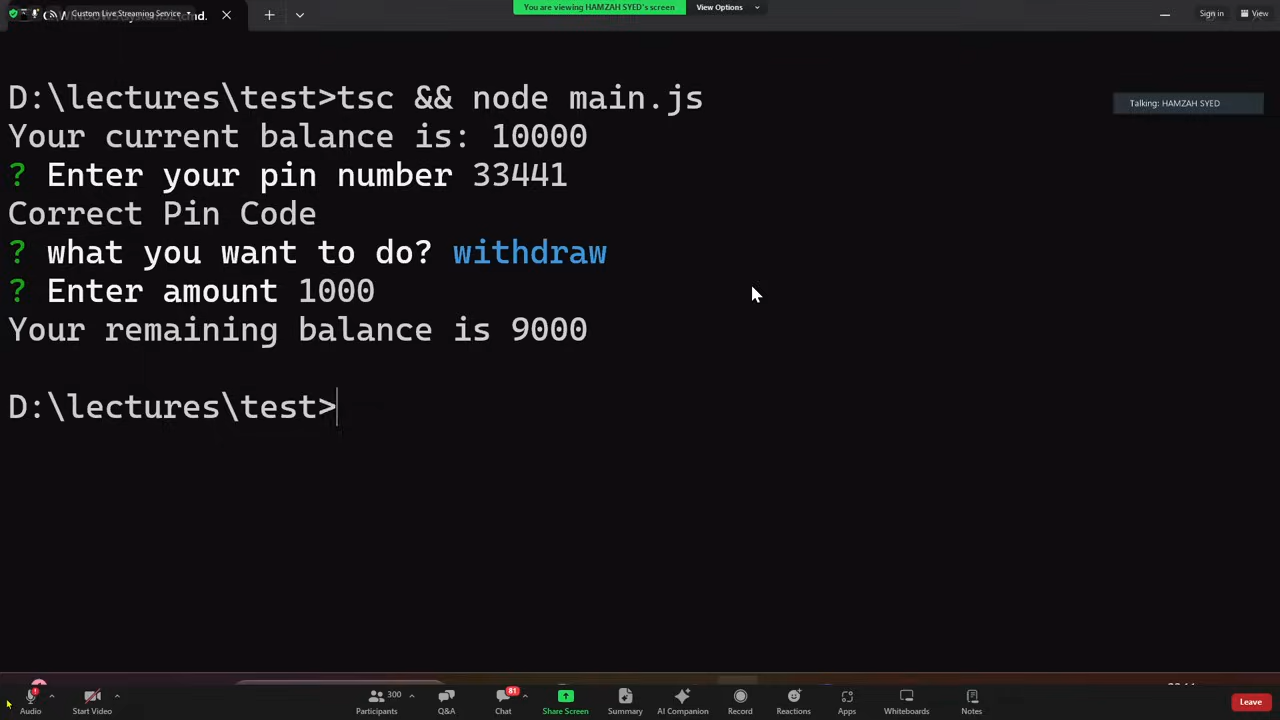 Custom Live Streaming Service
You are viewing HAMZAH SYED's screen
View Options
Sign in
View
D:\lectures\test>tsc && node main.js
Talking: HAMZAH SYED
Your current balance is: 10000
? Enter your pin number 33441
Correct Pin Code
? what you want to do? withdraw
? Enter amount 1000
Your remaining balance is 9000
D:\lectures\test>
1
300
81
Audio
Start Video
Participants
Q&A
Chat
Share Screen
Summary
AI Companion
Record
Reactions
Apps
Whiteboards
Notes
Leave